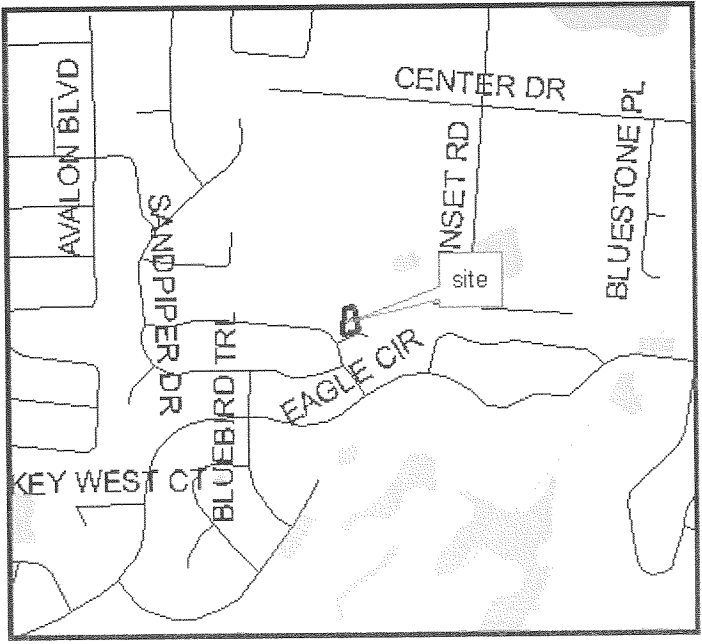 CENTER DR
AVALON BLVD
NSET RD
BLUESTONE PL
SANDPIPER DR
site
BLUEBIRD TRL
EAGLE CIR
KEY WEST CT